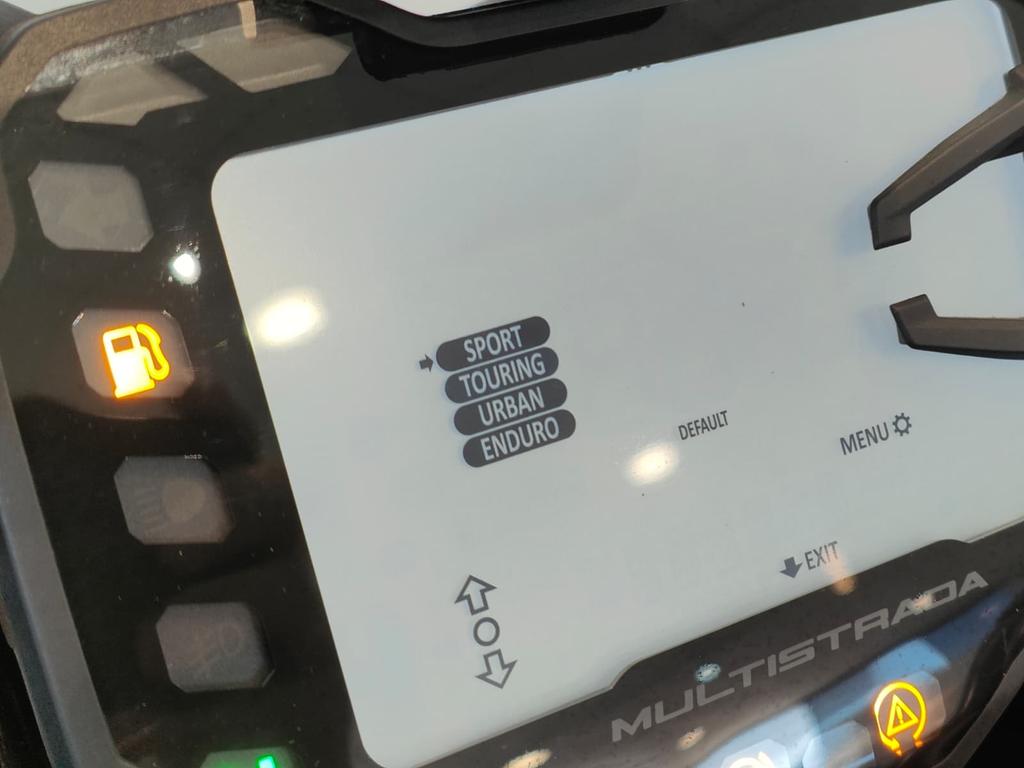 SPORT
TOURING
URBAN
ENDURO
DEFAULT
MENU
EXIT
MULTISTRADA